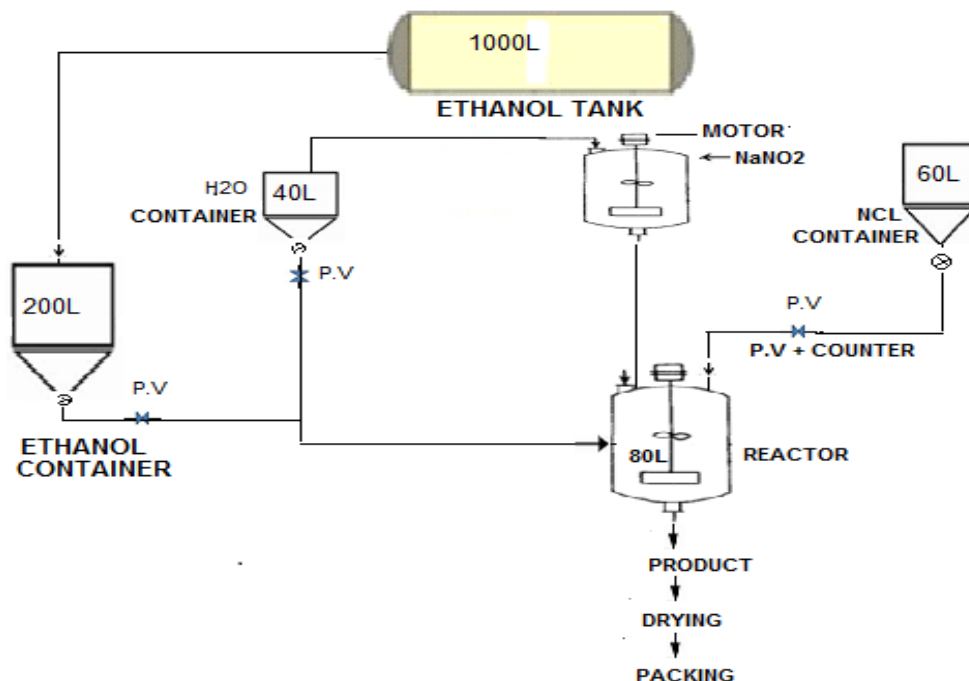 1000L
ETHANOL TANK
MOTOR
NaNO2
H2O
CONTAINER
40L
60L
NCL
CONTAINER
P.V
200L
P.V
P.V + COUNTER
P.V
ETHANOL
CONTAINER
80L
REACTOR
PRODUCT
DRYING
PACKING